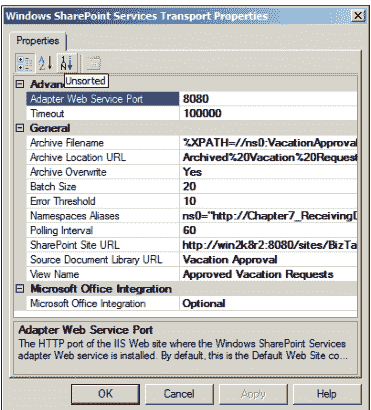 Windows SharePoint Services Transport Properties
Properties
Unsorted
Adapter Web Service Port 8080
Timeout 100000
General
Archive Filename %XPATH=//ns0:VacationApproval
Archive Location URL Archived%20Vacation%20Request
Archive Overwrite Yes
Batch Size 20
Error Threshold 10
Namespaces Aliases ns0="http://Chapter7_Receiving
Polling Interval 60
SharePoint Site URL http://win2k8r2:8080/sites/BizTa
Source Document Library URL Vacation Approval
View Name Approved Vacation Requests
Microsoft Office Integration
Microsoft Office Integration Optional
Adapter Web Service Port
The HTTP port of the IIS Web site where the Windows SharePoint Services
adapter Web service is installed. By default, this is the Default Web Site co...
OK Cancel Apply Help